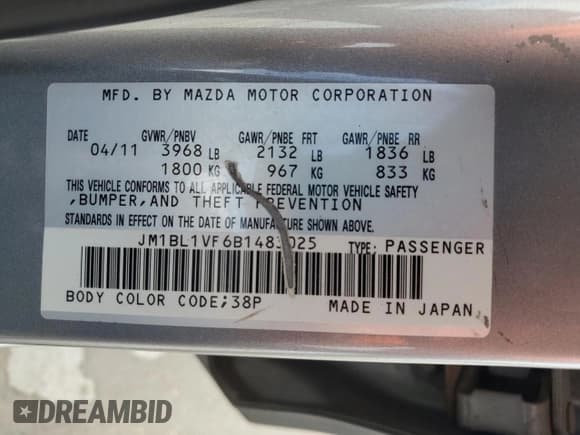 MFD. BY MAZDA MOTOR CORPORATION
DATE GVWR/PNBV GAWR/PNBE FRT GAWR/PNBE RR
04/11 3968 LB 2132 LB 1836 LB
1800 KG 967 KG 833 KG
THIS VEHICLE CONFORMS TO ALL APPLICABLE FEDERAL MOTOR VEHICLE SAFETY
,BUMPER,AND THEFT PREVENTION
STANDARDS IN EFFECT ON THE DATE OF MANUFACTURE SHOWN ABOVE.
JM1BL1VF6B1483025 TYPE: PASSENGER
BODY COLOR CODE;38P MADE IN JAPAN
DREAMBID